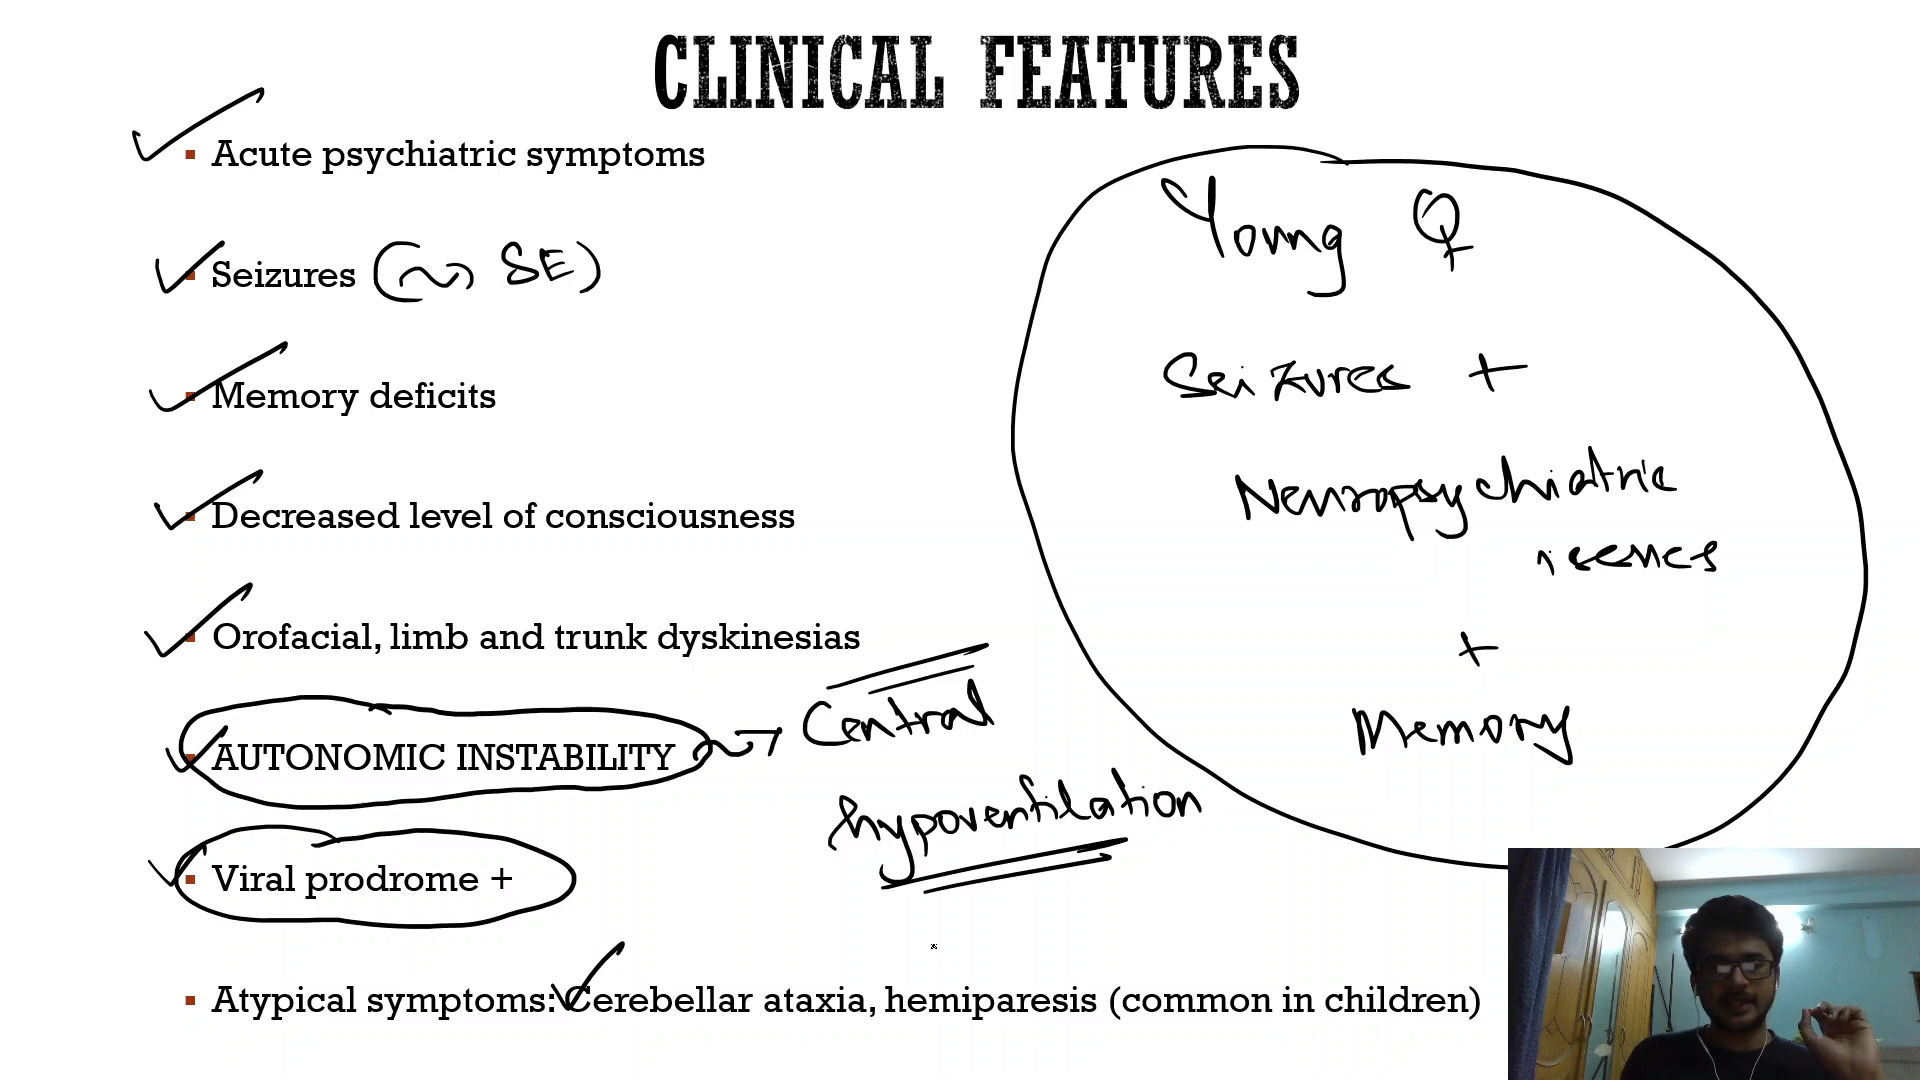 CLINICAL FEATURES
Acute psychiatric symptoms
Seizures (~ SE)
Memory deficits
Decreased level of consciousness
Orofacial, limb and trunk dyskinesias
AUTONOMIC INSTABILITY → Central
hypoventilation
Viral prodrome +
Atypical symptoms: Cerebellar ataxia, hemiparesis (common in children)
Young ♀
Seizures +
Neuropsychiatric
+
Memory